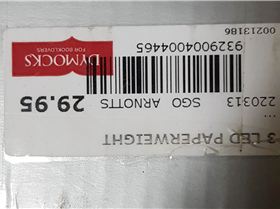 3 LED PAPERWEIGHT
...
220313 SGO ARNOTTS 29.95
9329004004465
DYMOCKS
FOR BOOKLOVERS
00213186